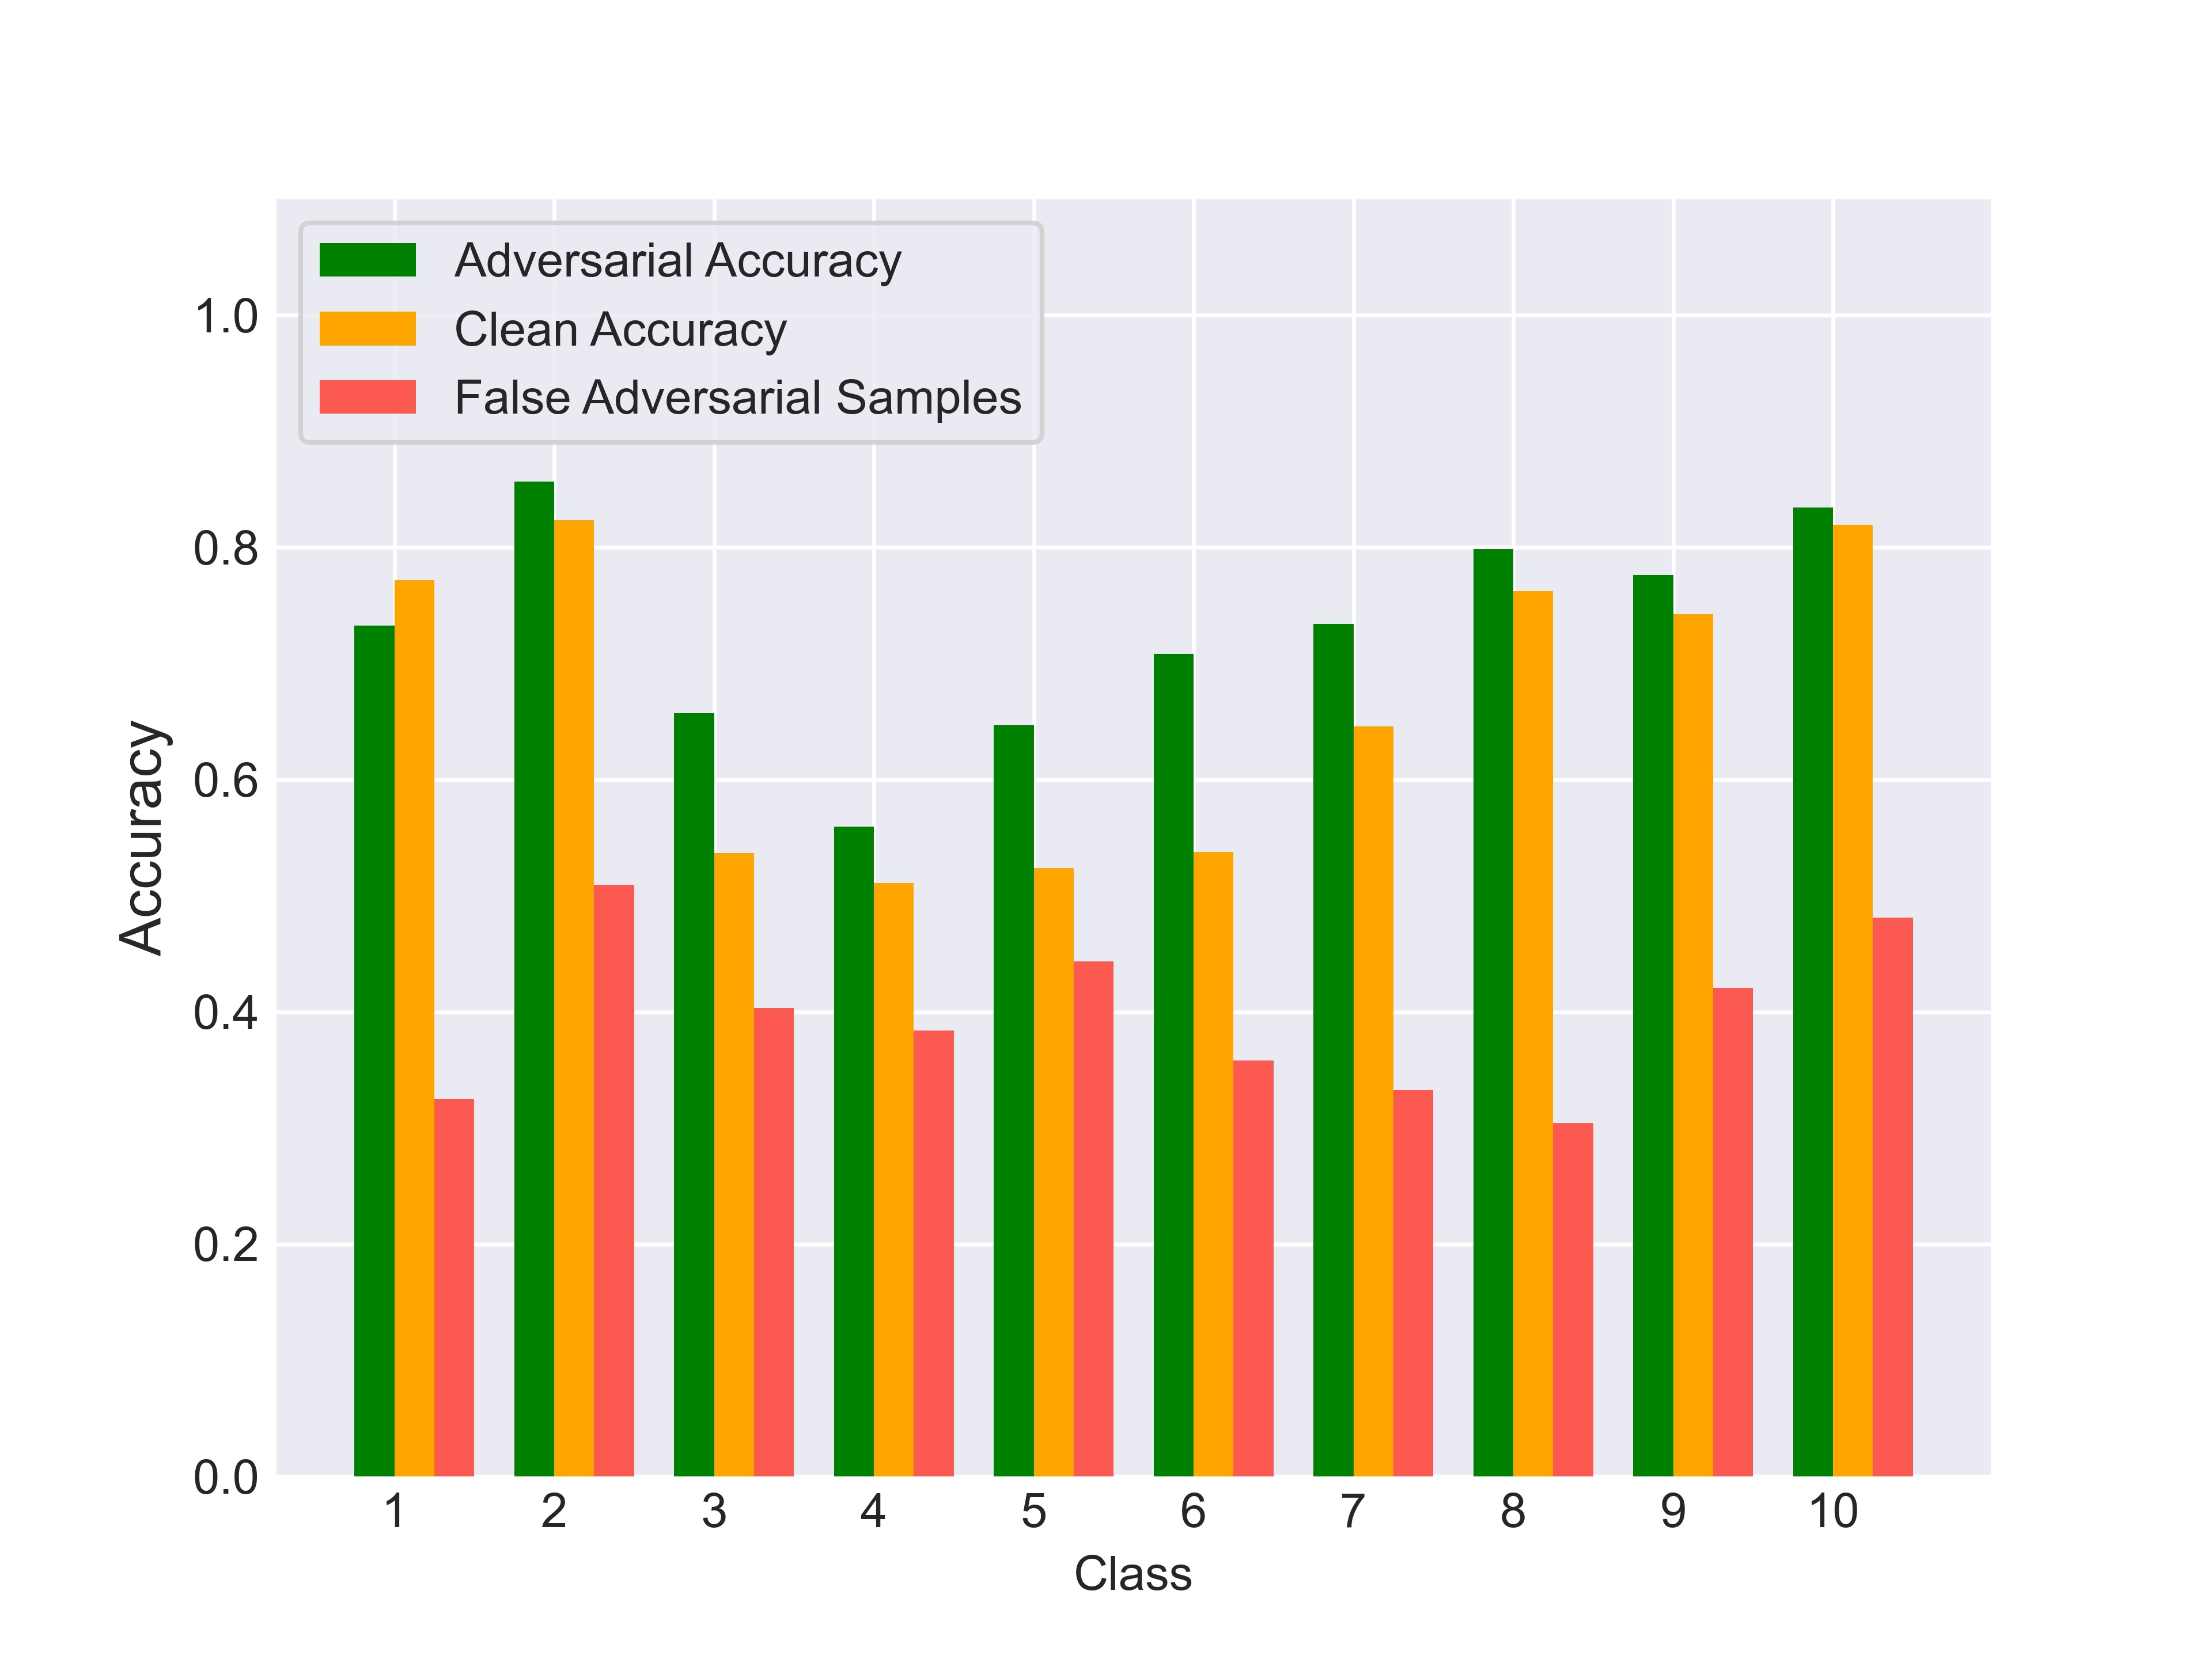 Adversarial Accuracy
Clean Accuracy
False Adversarial Samples
1.0
0.8
0.6
0.4
0.2
0.0
Accuracy
1 2 3 4 5 6 7 8 9 10
Class